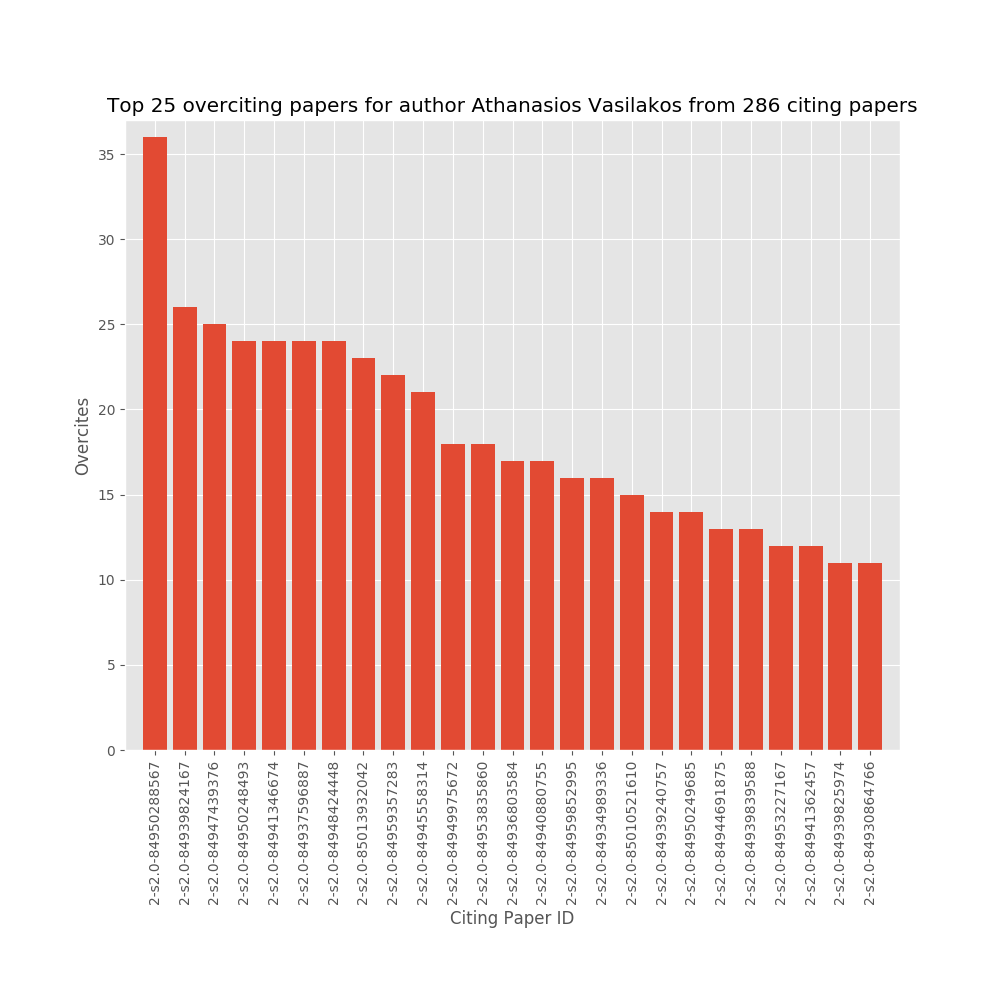 Top 25 overciting papers for author Athanasios Vasilakos from 286 citing papers
35
30
25
20
15
10
5
0
Overcites
2-s2.0-84950288567
2-s2.0-84939824167
2-s2.0-84947439376
2-s2.0-84950248493
2-s2.0-84941346674
2-s2.0-84937596887
2-s2.0-84948424448
2-s2.0-85013932042
2-s2.0-84959357283
2-s2.0-84945558314
2-s2.0-84949975672
2-s2.0-84953835860
2-s2.0-84936803584
2-s2.0-84940880755
2-s2.0-84959852995
2-s2.0-84934989336
2-s2.0-85010521610
2-s2.0-84939240757
2-s2.0-84950249685
2-s2.0-84944691875
2-s2.0-84939839588
2-s2.0-84953227167
2-s2.0-84941362457
2-s2.0-84939825974
2-s2.0-84930864766
Citing Paper ID